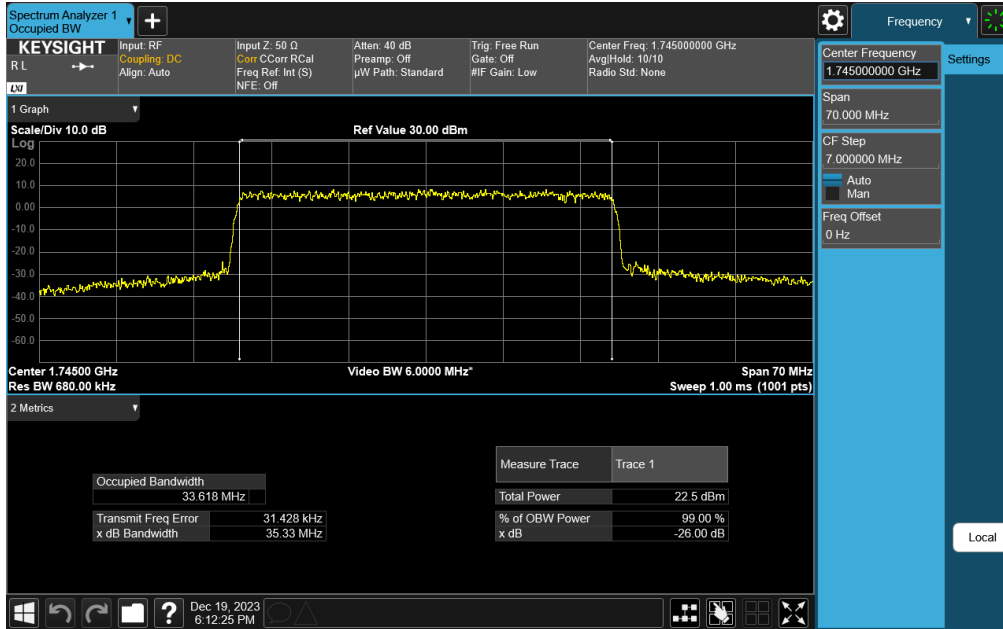 Spectrum Analyzer 1
Occupied BW
+
Frequency
KEYSIGHT
R L
LXI
Input: RF
Coupling: DC
Align: Auto
Input Z: 50 Ω
Corr CCorr RCal
Freq Ref: Int (S)
NFE: Off
Atten: 40 dB
Preamp: Off
µW Path: Standard
Trig: Free Run
Gate: Off
#IF Gain: Low
Center Freq: 1.745000000 GHz
Avg|Hold: 10/10
Radio Std: None
Center Frequency
1.745000000 GHz
Settings
Span
70.000 MHz
CF Step
7.000000 MHz
Auto
Man
Freq Offset
0 Hz
Local
1 Graph
Scale/Div 10.0 dB
Ref Value 30.00 dBm
Log
20.0
10.0
0.00
-10.0
-20.0
-30.0
-40.0
-50.0
-60.0
Center 1.74500 GHz
Video BW 6.0000 MHz*
Span 70 MHz
Res BW 680.00 kHz
Sweep 1.00 ms (1001 pts)
2 Metrics
Occupied Bandwidth
33.618 MHz
Transmit Freq Error 31.428 kHz
x dB Bandwidth 35.33 MHz
Measure Trace Trace 1
Total Power 22.5 dBm
% of OBW Power 99.00 %
x dB -26.00 dB
?
Dec 19, 2023
6:12:25 PM